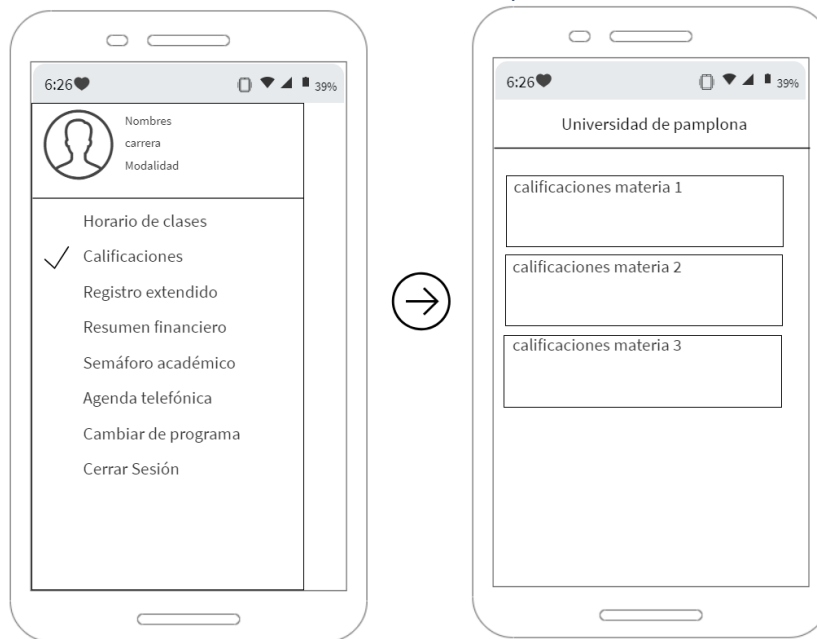 6:26
39%
Nombres
carrera
Modalidad
Horario de clases
Calificaciones
Registro extendido
Resumen financiero
Semáforo académico
Agenda telefónica
Cambiar de programa
Cerrar Sesión
6:26
39%
Universidad de pamplona
calificaciones materia 1
calificaciones materia 2
calificaciones materia 3